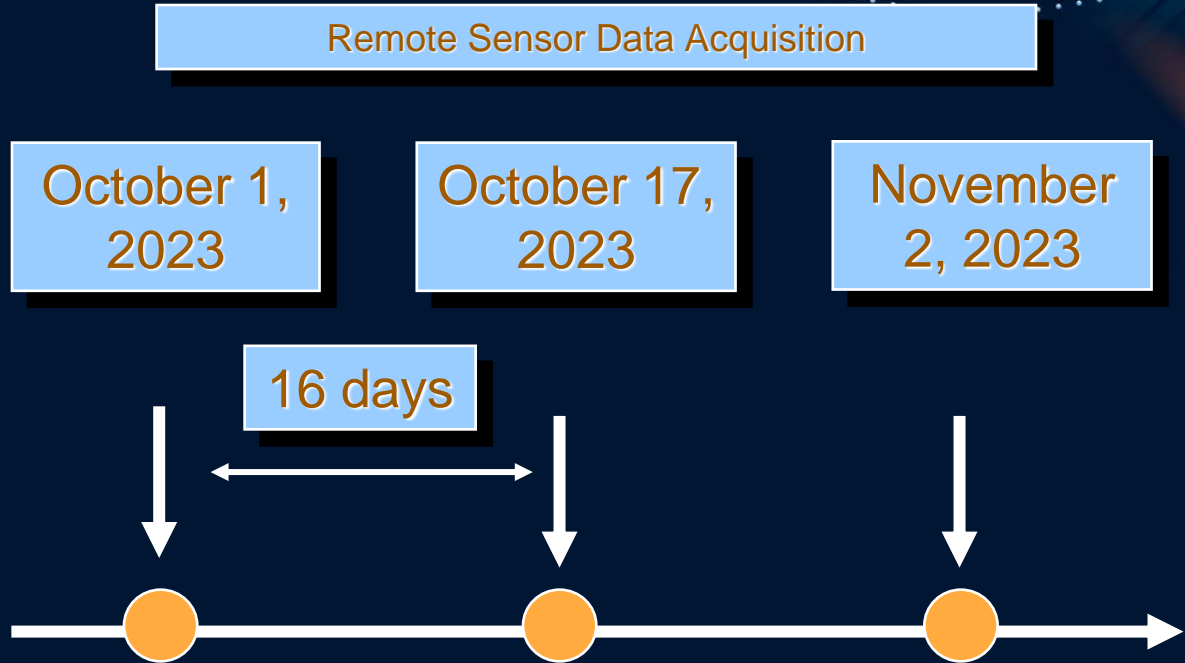 Remote Sensor Data Acquisition
October 1,
2023
October 17,
2023
November
2, 2023
16 days